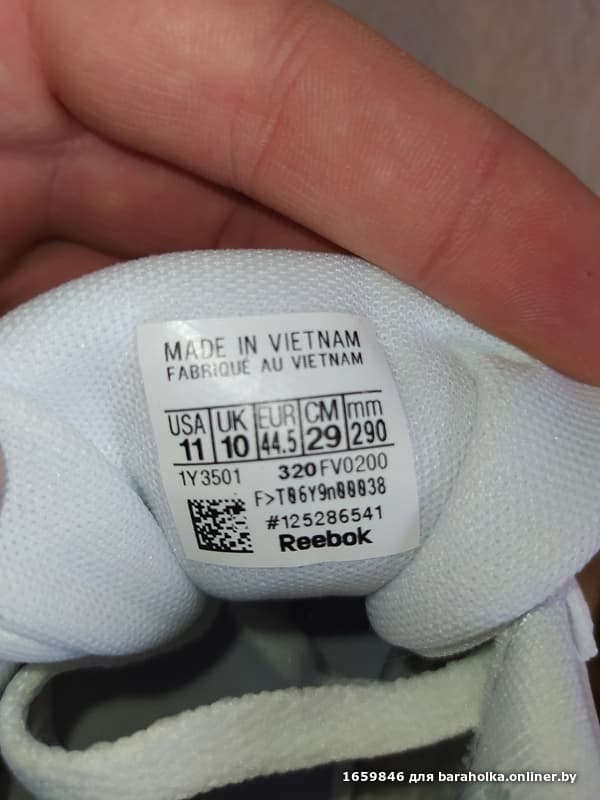 MADE IN VIETNAM
FABRIQUÉ AU VIETNAM
USA UK EUR CM mm
11 10 44.5 29 290
1Y3501 320FV0200
F>T06Y9n00038
#125286541
Reebok
1659846 для baraholka.onliner.by